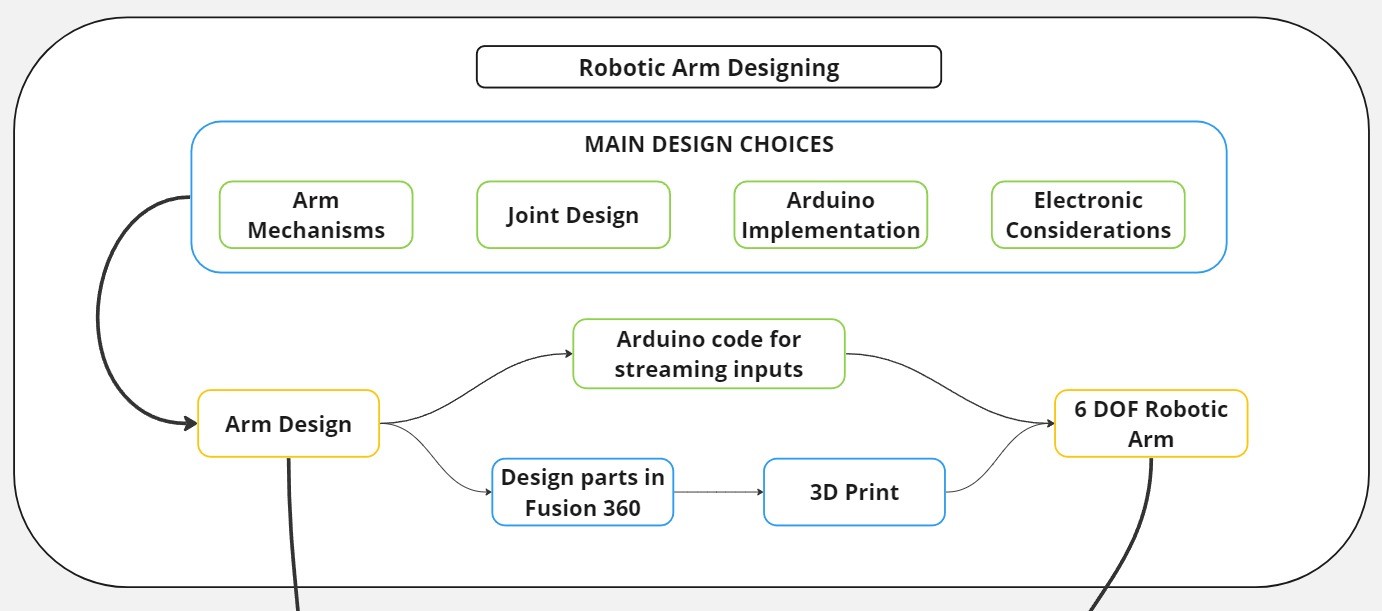 Robotic Arm Designing
MAIN DESIGN CHOICES
Arm
Mechanisms
Joint Design
Arduino
Implementation
Electronic
Considerations
Arduino code for
streaming inputs
Arm Design
6 DOF Robotic
Arm
Design parts in
Fusion 360
3D Print